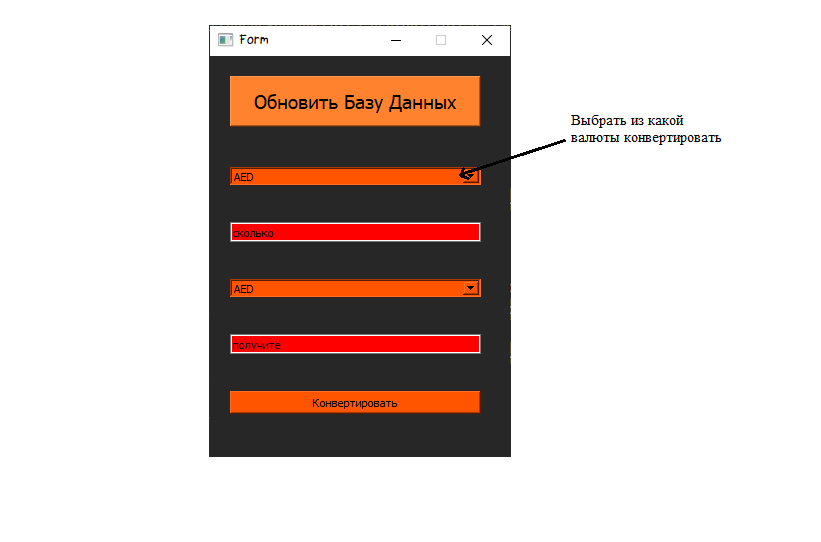 Form
Обновить Базу Данных
Выбрать из какой
валюты конвертировать
AED
сколько
AED
получите
Конвертировать